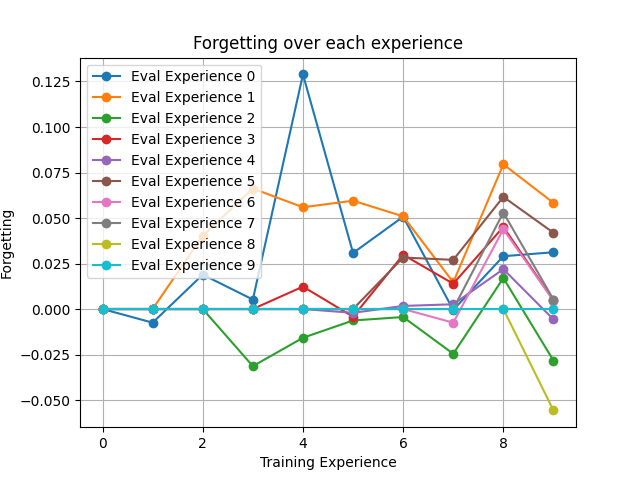 Forgetting over each experience
Eval Experience 0
Eval Experience 1
Eval Experience 2
Eval Experience 3
Eval Experience 4
Eval Experience 5
Eval Experience 6
Eval Experience 7
Eval Experience 8
Eval Experience 9
0.125
0.100
0.075
0.050
0.025
0.000
−0.025
−0.050
Forgetting
0 2 4 6 8
Training Experience